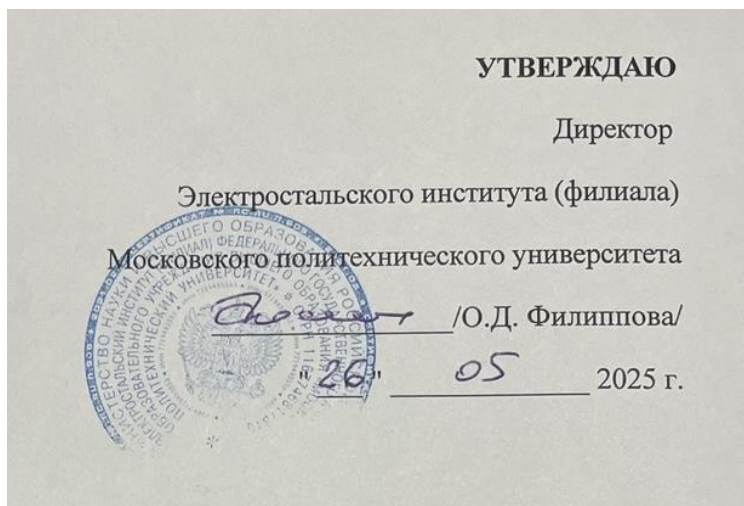 УТВЕРЖДАЮ
Директор
Электростальского института (филиала)
Московского политехнического университета
/О.Д. Филиппова/
"26" 05 2025 г.